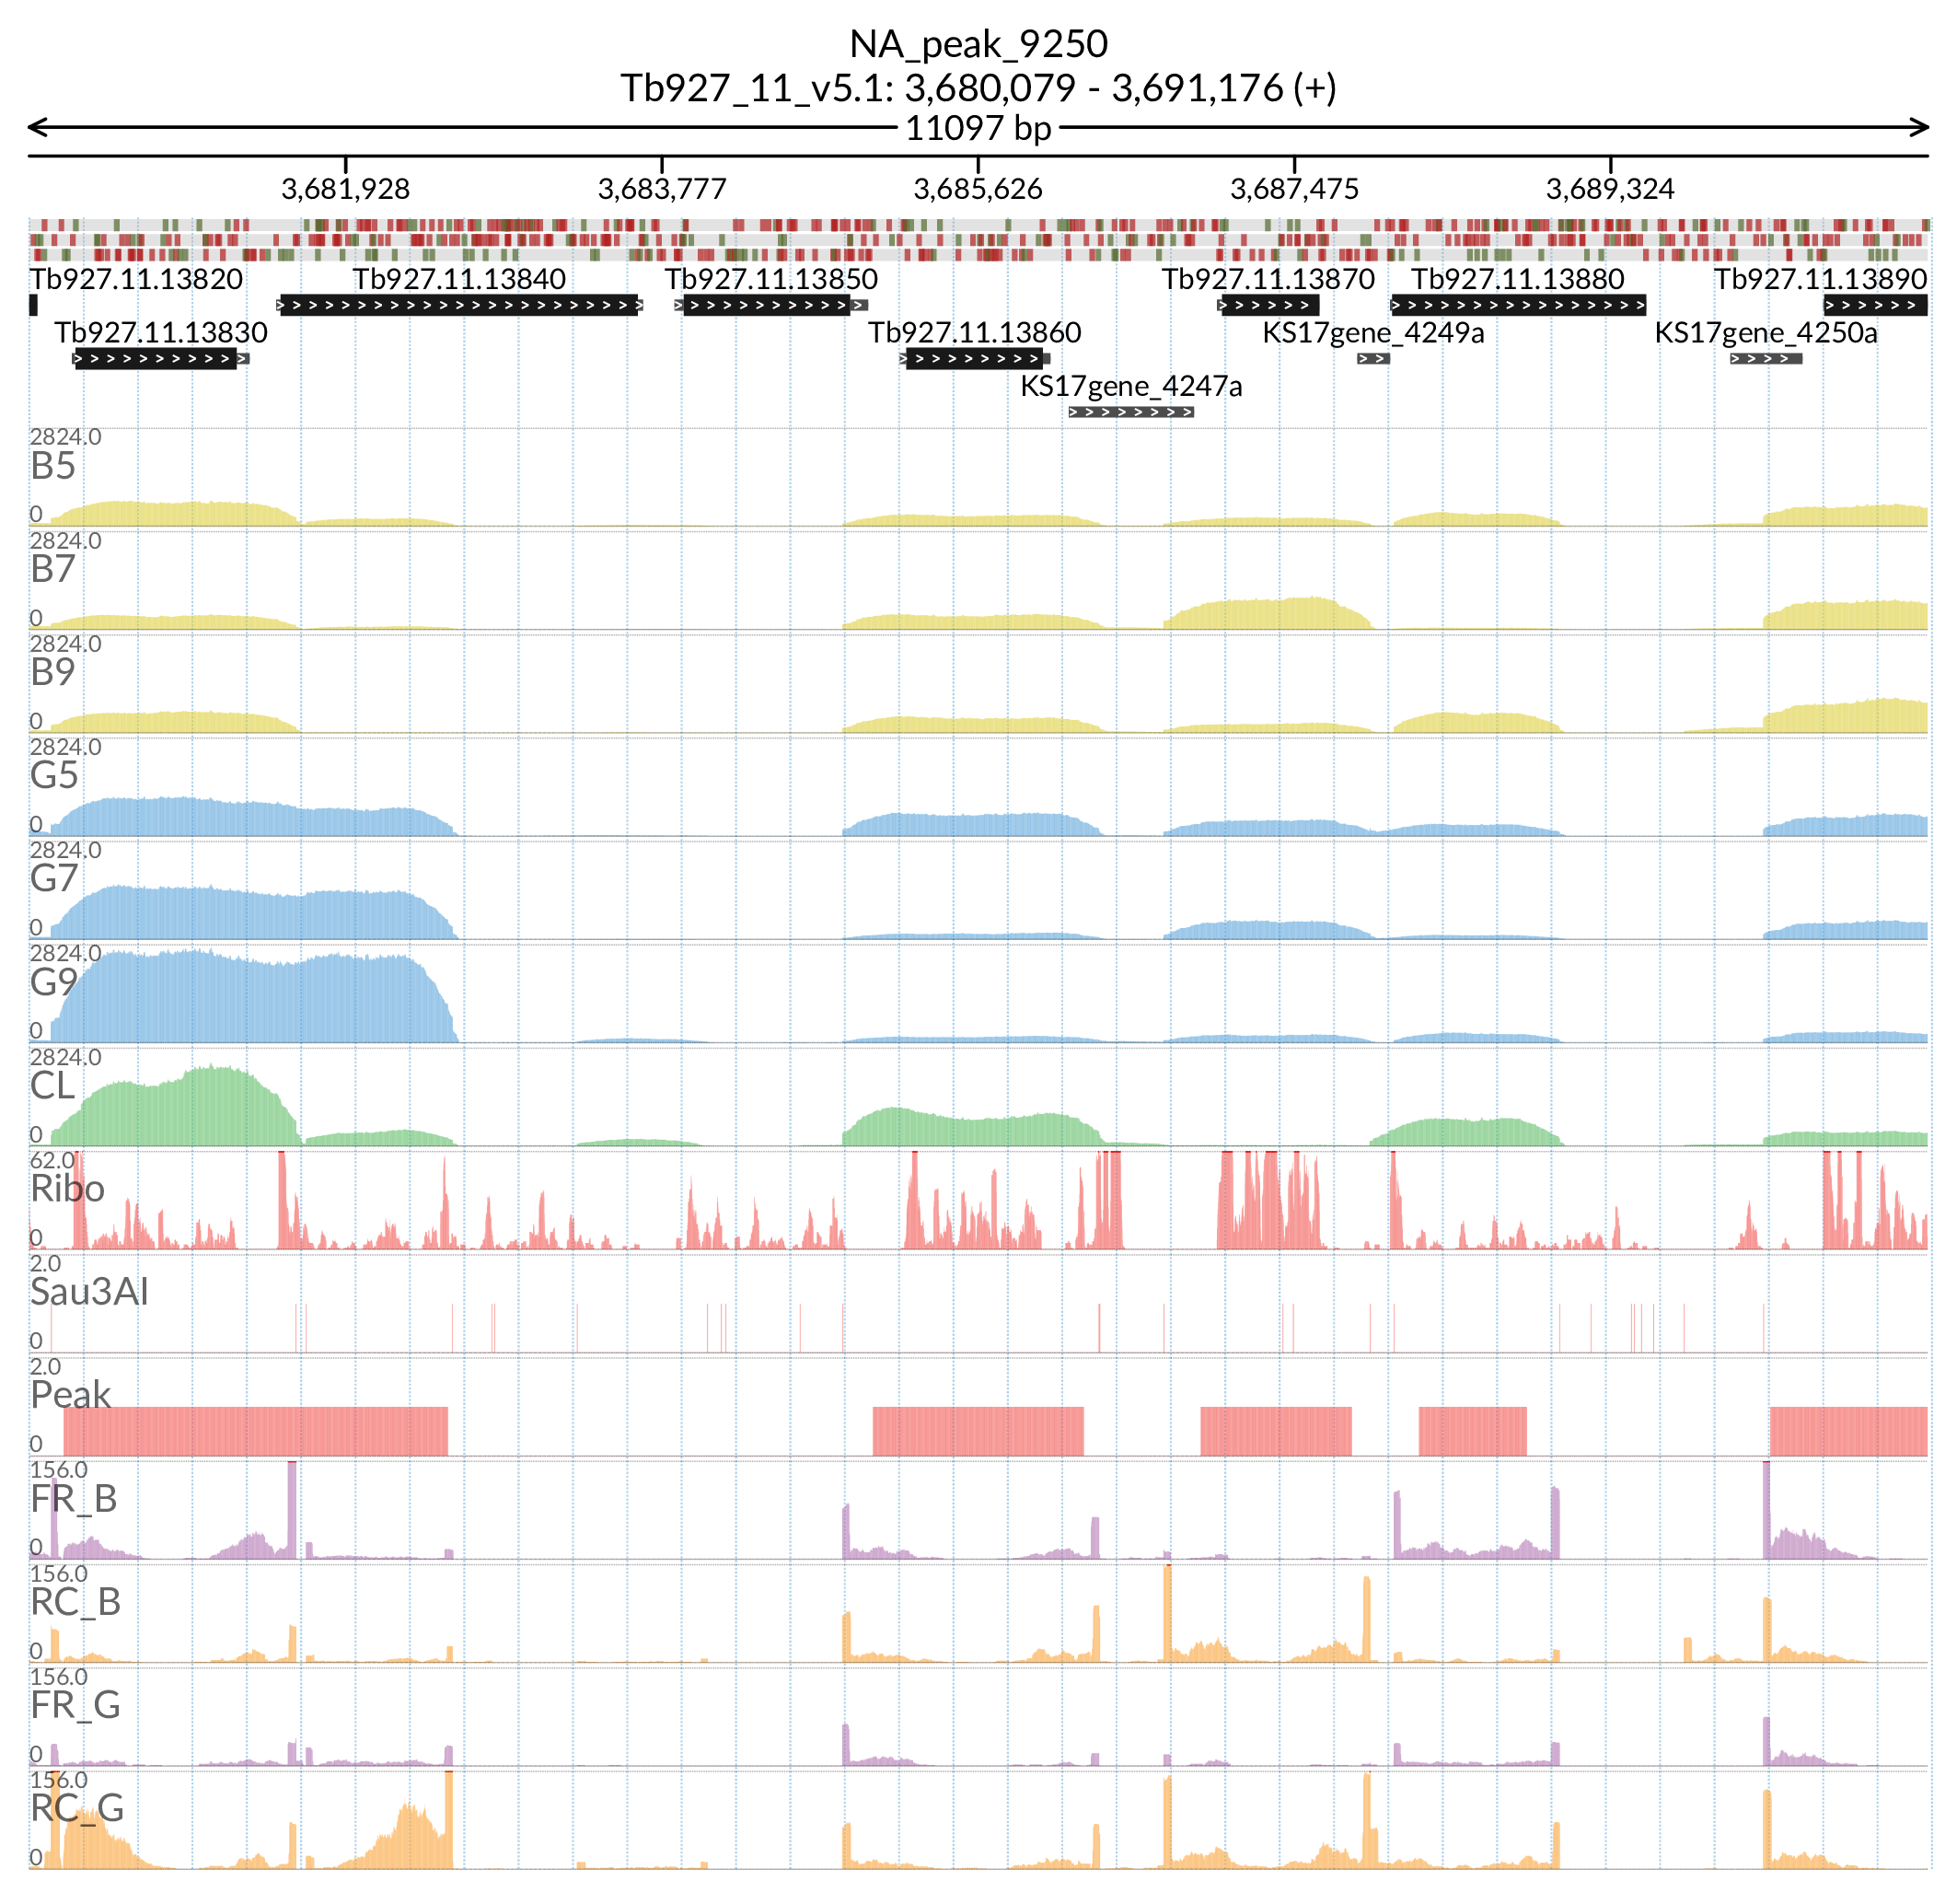 NA_peak_9250
Tb927_11_v5.1: 3,680,079 - 3,691,176 (+)
11097 bp
3,681,928 3,683,777 3,685,626 3,687,475 3,689,324
Tb927.11.13820 Tb927.11.13840 Tb927.11.13850 Tb927.11.13870 Tb927.11.13880 Tb927.11.13890
Tb927.11.13830 Tb927.11.13860 KS17gene_4249a KS17gene_4250a
KS17gene_4247a
2824.0
B5
0
2824.0
B7
0
2824.0
B9
0
2824.0
G5
0
2824.0
G7
0
2824.0
G9
0
2824.0
CL
0
62.0
Ribo
0
2.0
Sau3AI
0
2.0
Peak
0
156.0
FR_B
0
156.0
RC_B
0
156.0
FR_G
0
156.0
RC_G
0